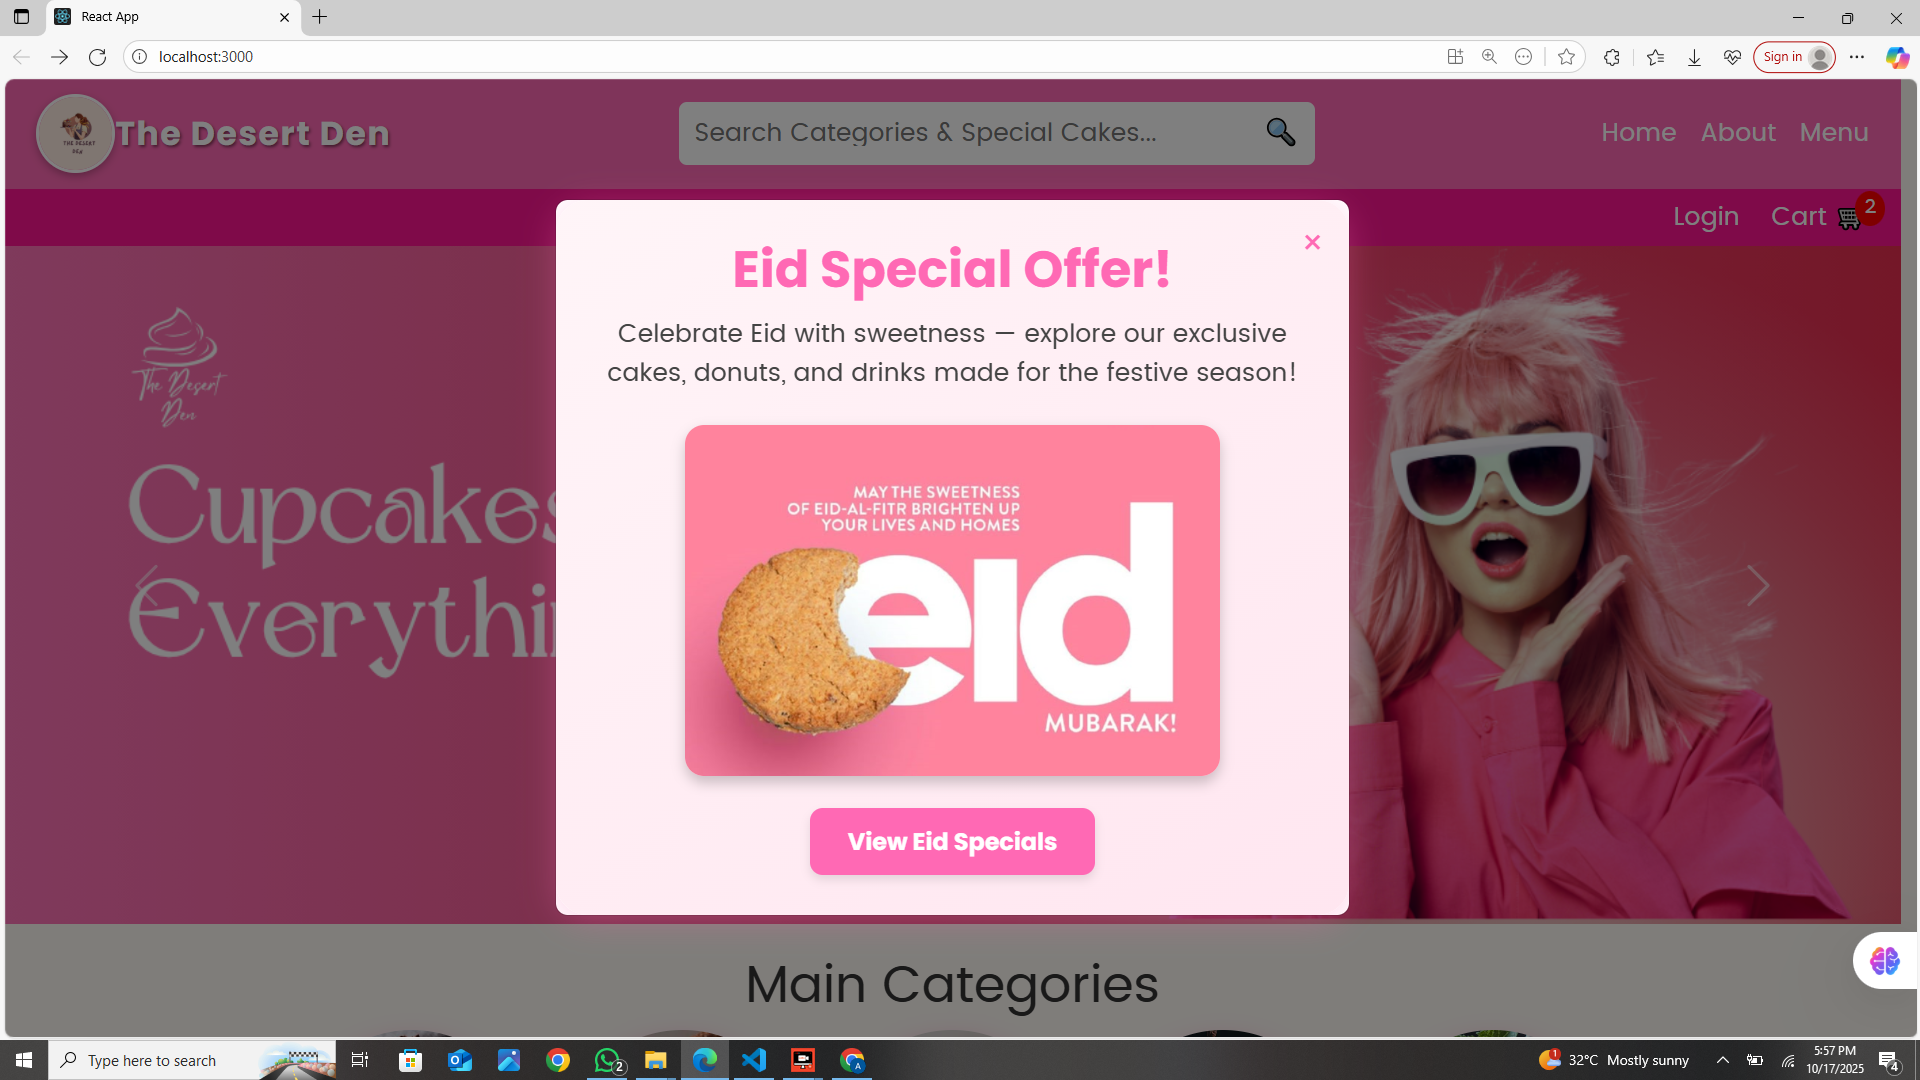 React App
localhost:3000
Sign in
THE DESERT
Den
The Desert Den
Search Categories & Special Cakes...
Home About Menu
Login Cart 2
Eid Special Offer!
Celebrate Eid with sweetness — explore our exclusive
cakes, donuts, and drinks made for the festive season!
The Desert
Den
Cupcakes
Everythin
MAY THE SWEETNESS
OF EID-AL-FITR BRIGHTEN UP
YOUR LIVES AND HOMES
eid
MUBARAK!
View Eid Specials
Main Categories
Type here to search
2
A
1
32°C Mostly sunny
5:57 PM
10/17/2025
4